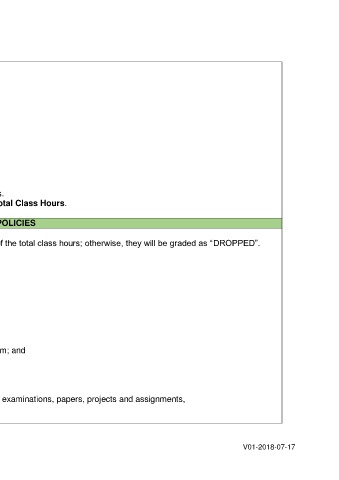 s.
otal Class Hours.
POLICIES
of the total class hours; otherwise, they will be graded as “DROPPED”.
m; and
examinations, papers, projects and assignments,
V01-2018-07-17